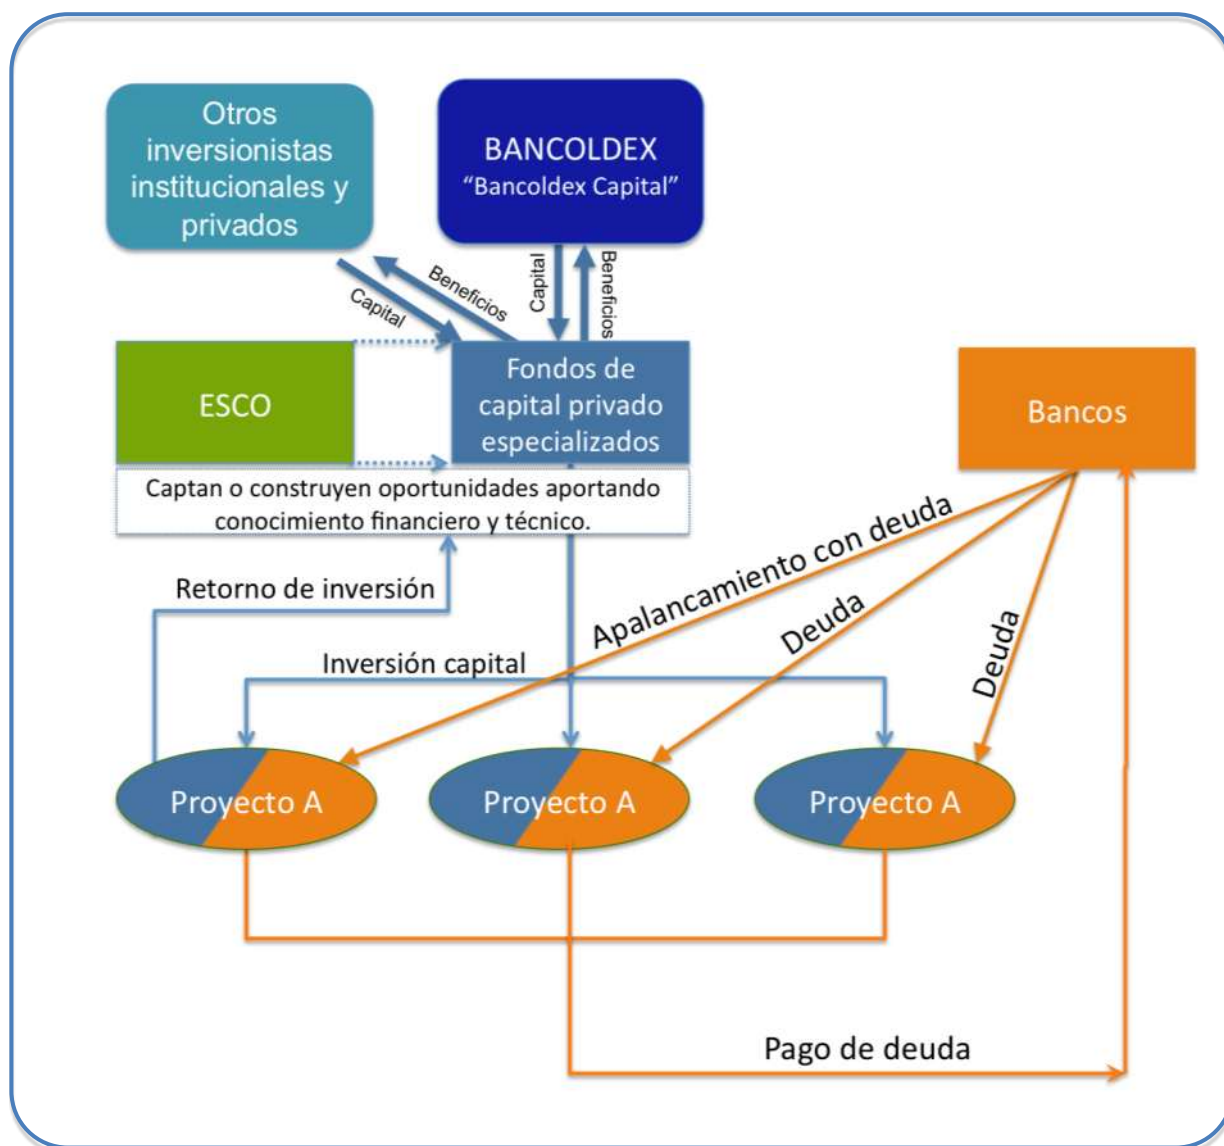 Otros
inversionistas
institucionales y
privados
BANCOLDEX
“Bancoldex Capital”
Capital
Beneficios
Capital
Beneficios
ESCO
Fondos de
capital privado
especializados
Bancos
Captan o construyen oportunidades aportando
conocimiento financiero y técnico.
Retorno de inversión
Apalancamiento con deuda
Deuda
Deuda
Inversión capital
Proyecto A
Proyecto A
Proyecto A
Pago de deuda